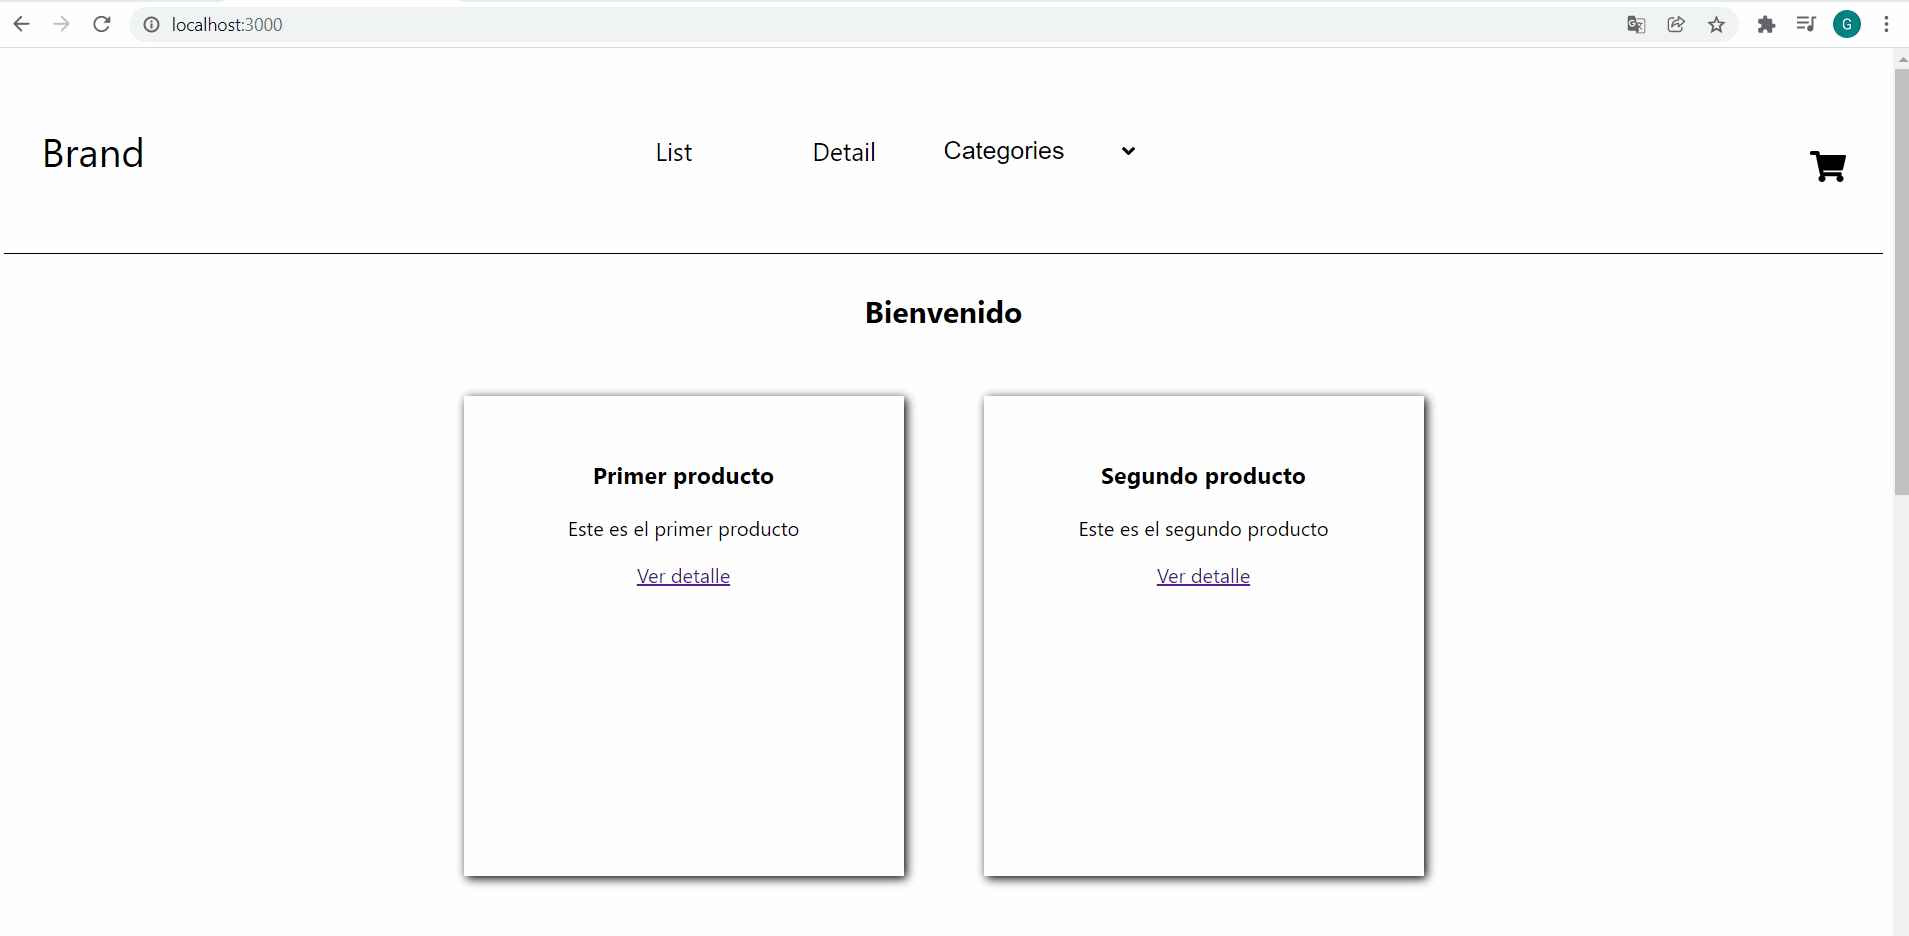 localhost:3000
G
Brand
List
Detail
Categories
Bienvenido
Primer producto
Este es el primer producto
Ver detalle
Segundo producto
Este es el segundo producto
Ver detalle